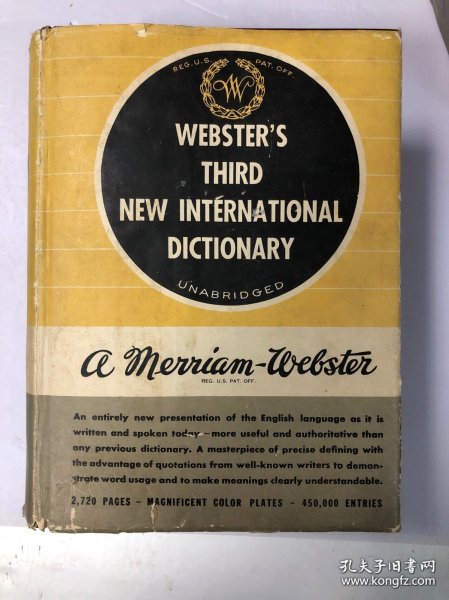 REG. U.S. PAT. OFF.
W
WEBSTER'S
THIRD
NEW INTERNATIONAL
DICTIONARY
UNABRIDGED
a Merriam-Webster
REG. U.S. PAT. OFF.
An entirely new presentation of the English language as it is
written and spoken today—more useful and authoritative than
any previous dictionary. A masterpiece of precise defining with
the advantage of quotations from well-known writers to demon-
strate word usage and to make meanings clearly understandable.
2,720 PAGES - MAGNIFICENT COLOR PLATES - 450,000 ENTRIES
孔夫子旧书网
www.kongfz.com